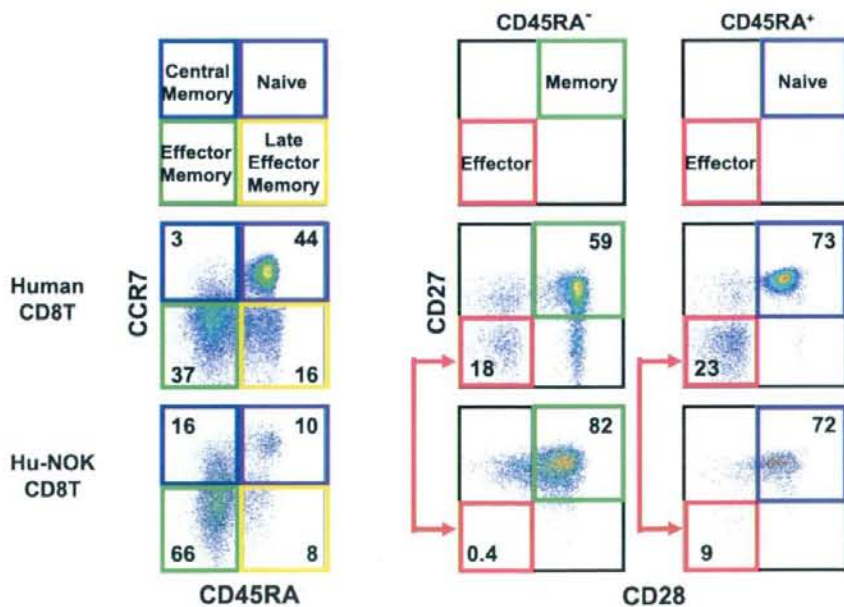 CD45RA⁻
CD45RA⁺
Central
Memory
Naive
Effector
Memory
Late
Effector
Memory
Memory
Effector
Naive
Effector
Human
CD8T
CCR7
3
44
37
16
CD27
59
18
73
23
Hu-NOK
CD8T
16
10
66
8
82
0.4
72
9
CD45RA
CD28